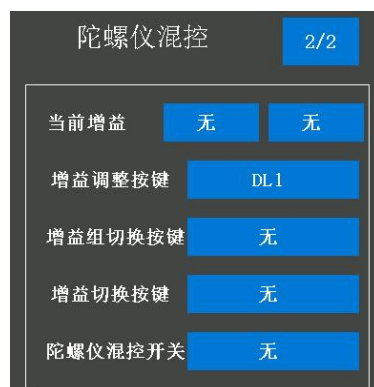 陀螺仪混控 2/2
当前增益 无 无
增益调整按键 DL1
增益组切换按键 无
增益切换按键 无
陀螺仪混控开关 无